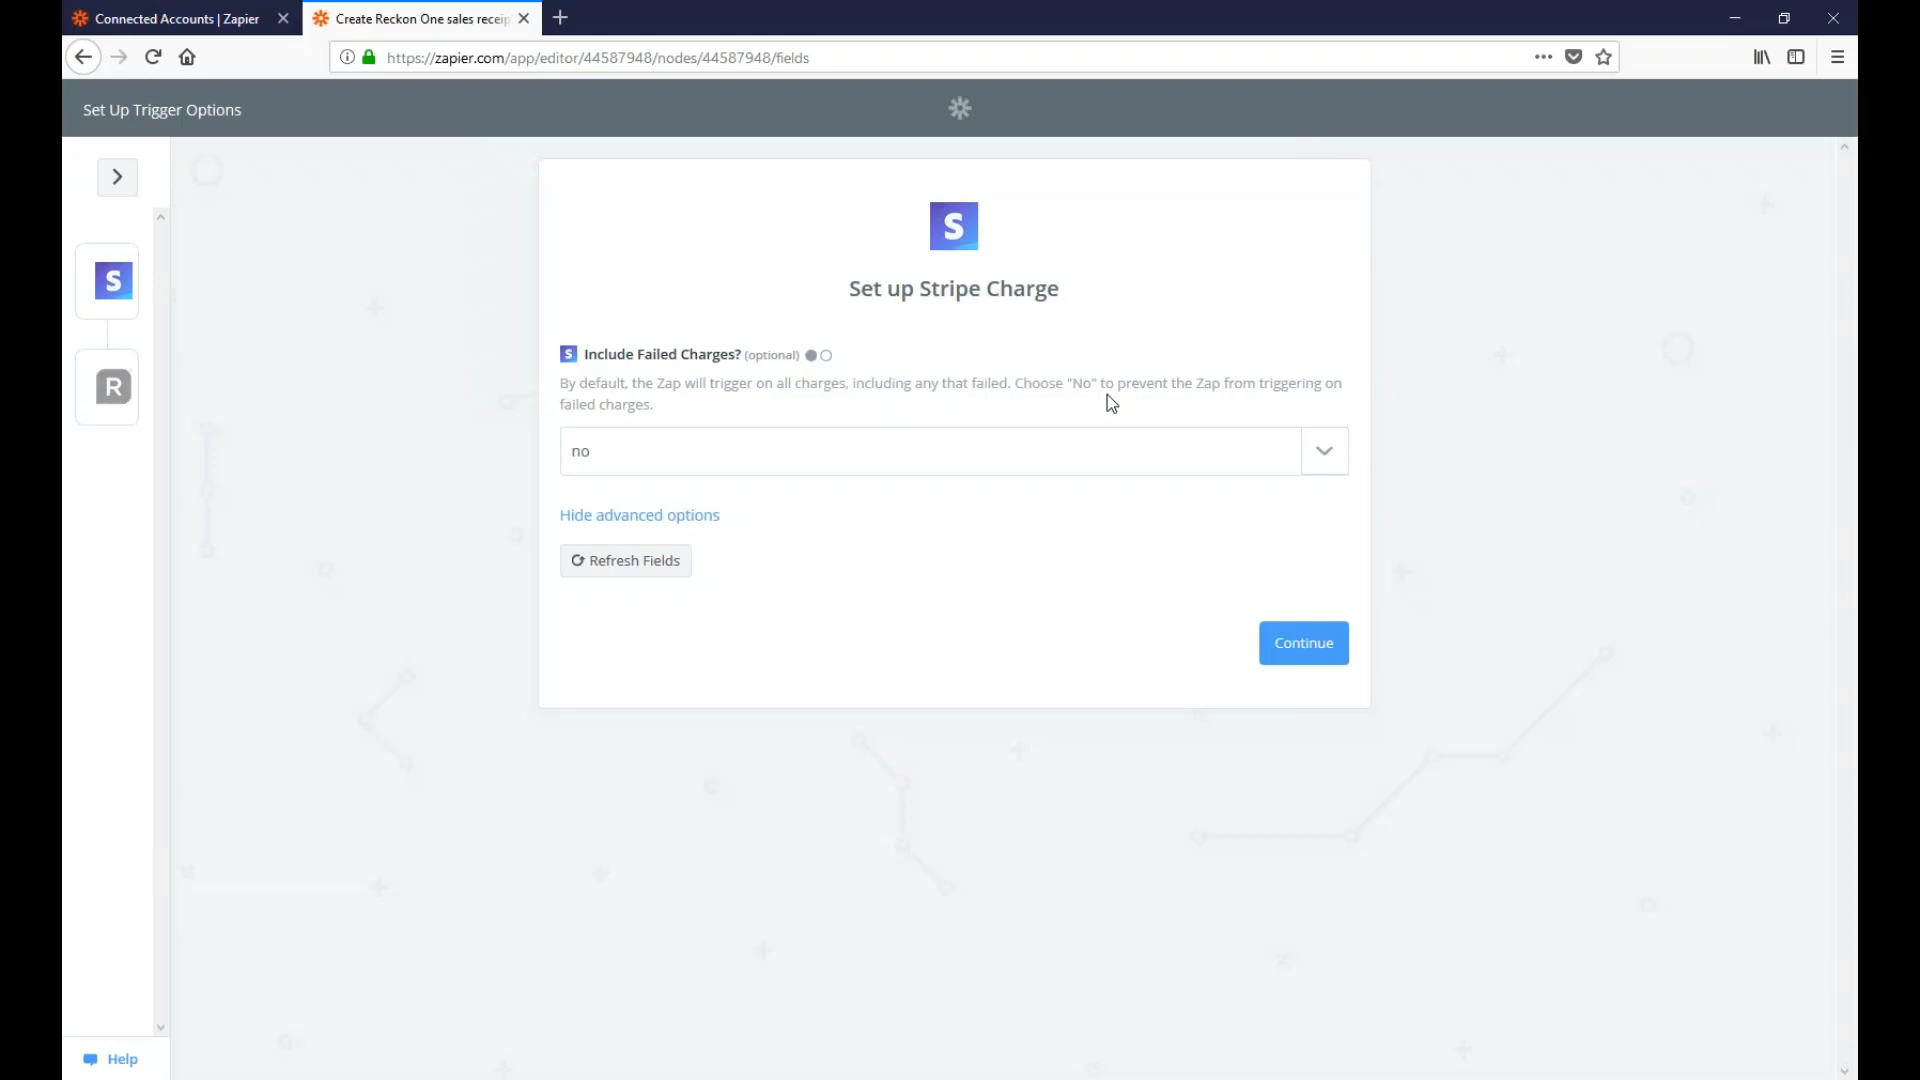 Connected Accounts | Zapier
Create Reckon One sales receip
https://zapier.com/app/editor/44587948/nodes/44587948/fields
Set Up Trigger Options
S
Set up Stripe Charge
S
R
S Include Failed Charges? (optional)
By default, the Zap will trigger on all charges, including any that failed. Choose "No" to prevent the Zap from triggering on
failed charges.
no
Hide advanced options
Refresh Fields
Continue
Help